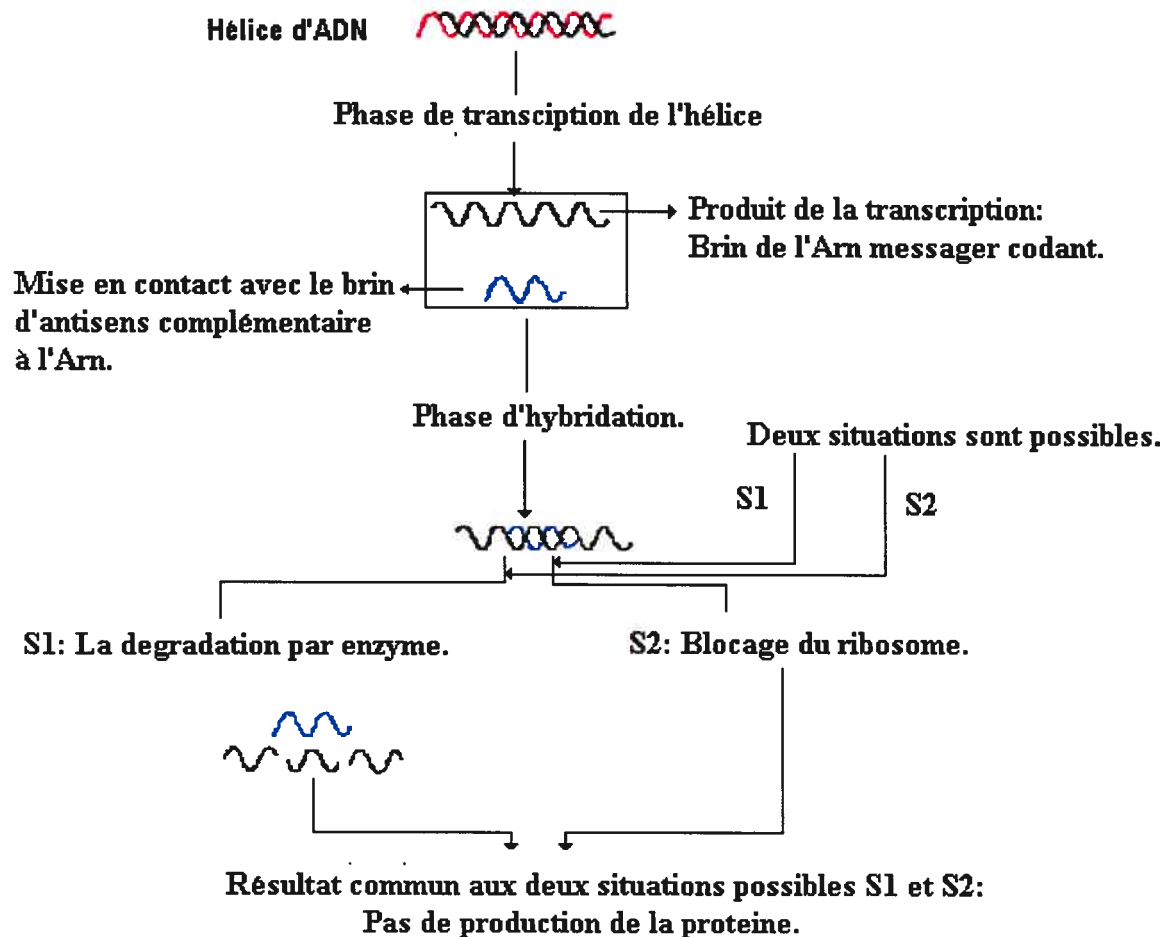 Hélice d'ADN
Phase de transciption de l'hélice
Produit de la transcription:
Brin de l'Arn messager codant.
Mise en contact avec le brin
d'antisens complémentaire
à l'Arn.
Phase d'hybridation.
Deux situations sont possibles.
S1
S2
S1: La degradation par enzyme.
S2: Blocage du ribosome.
Résultat commun aux deux situations possibles S1 et S2:
Pas de production de la proteine.